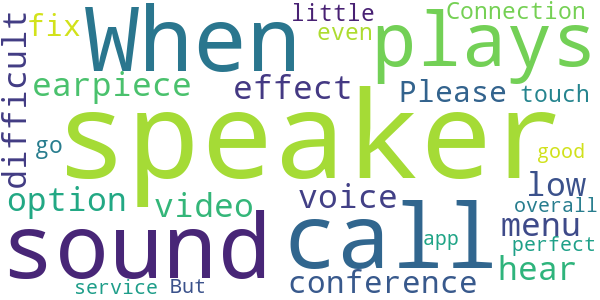 little
Connection
fix
When
even
plays
difficult
earpiece
effect
Please
touch
speaker
go
good
option
video
voice
low
overall
sound
call
menu
app
perfect
hear
service
But
conference